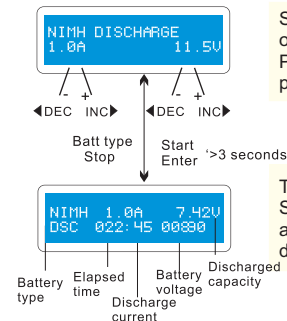 NIMH DISCHARGE
1.0A 11.5V
- + - +
◀DEC INC▶ ◀DEC INC▶
Batt type Start
Stop Enter '>3 seconds
NIMH 1.0A 7.42V
DSC 022:45 00890
Battery type
Elapsed time
Discharge current
Battery voltage
Discharged capacity
S
o
F
p
T
S
a
d